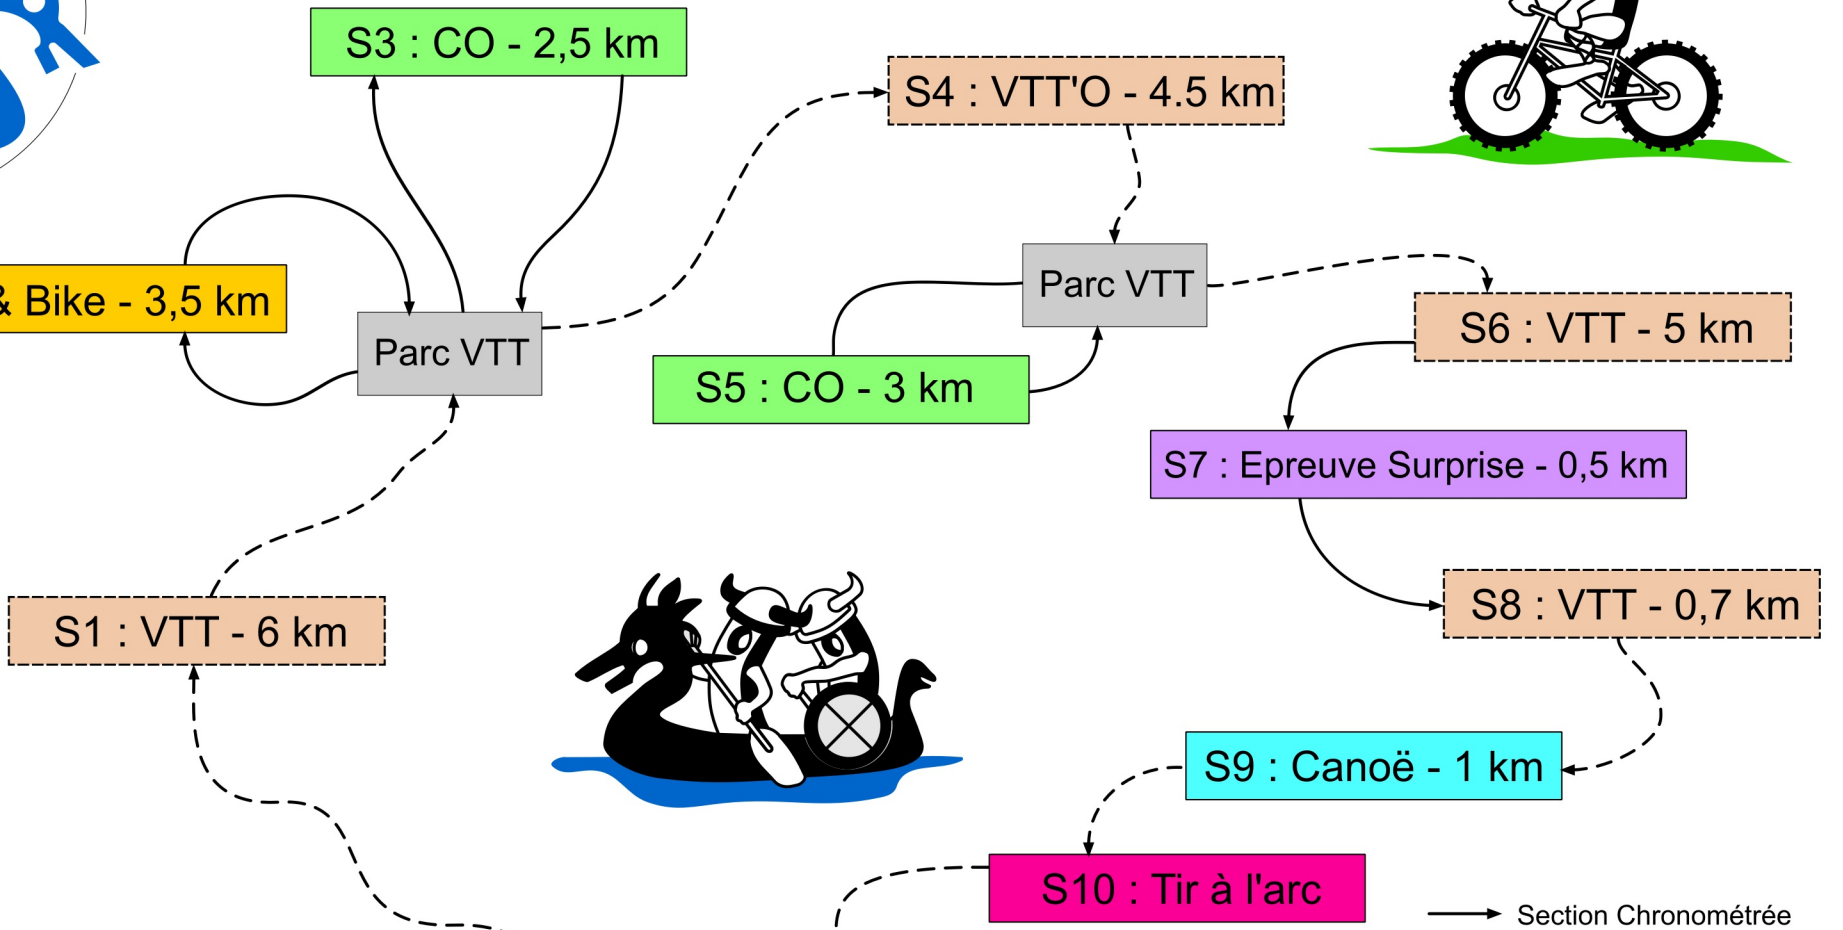 S3 : CO - 2,5 km
S4 : VTT'O - 4.5 km
& Bike - 3,5 km
Parc VTT
Parc VTT
S6 : VTT - 5 km
S5 : CO - 3 km
S7 : Epreuve Surprise - 0,5 km
S1 : VTT - 6 km
S8 : VTT - 0,7 km
S9 : Canoë - 1 km
S10 : Tir à l'arc
Section Chronométrée